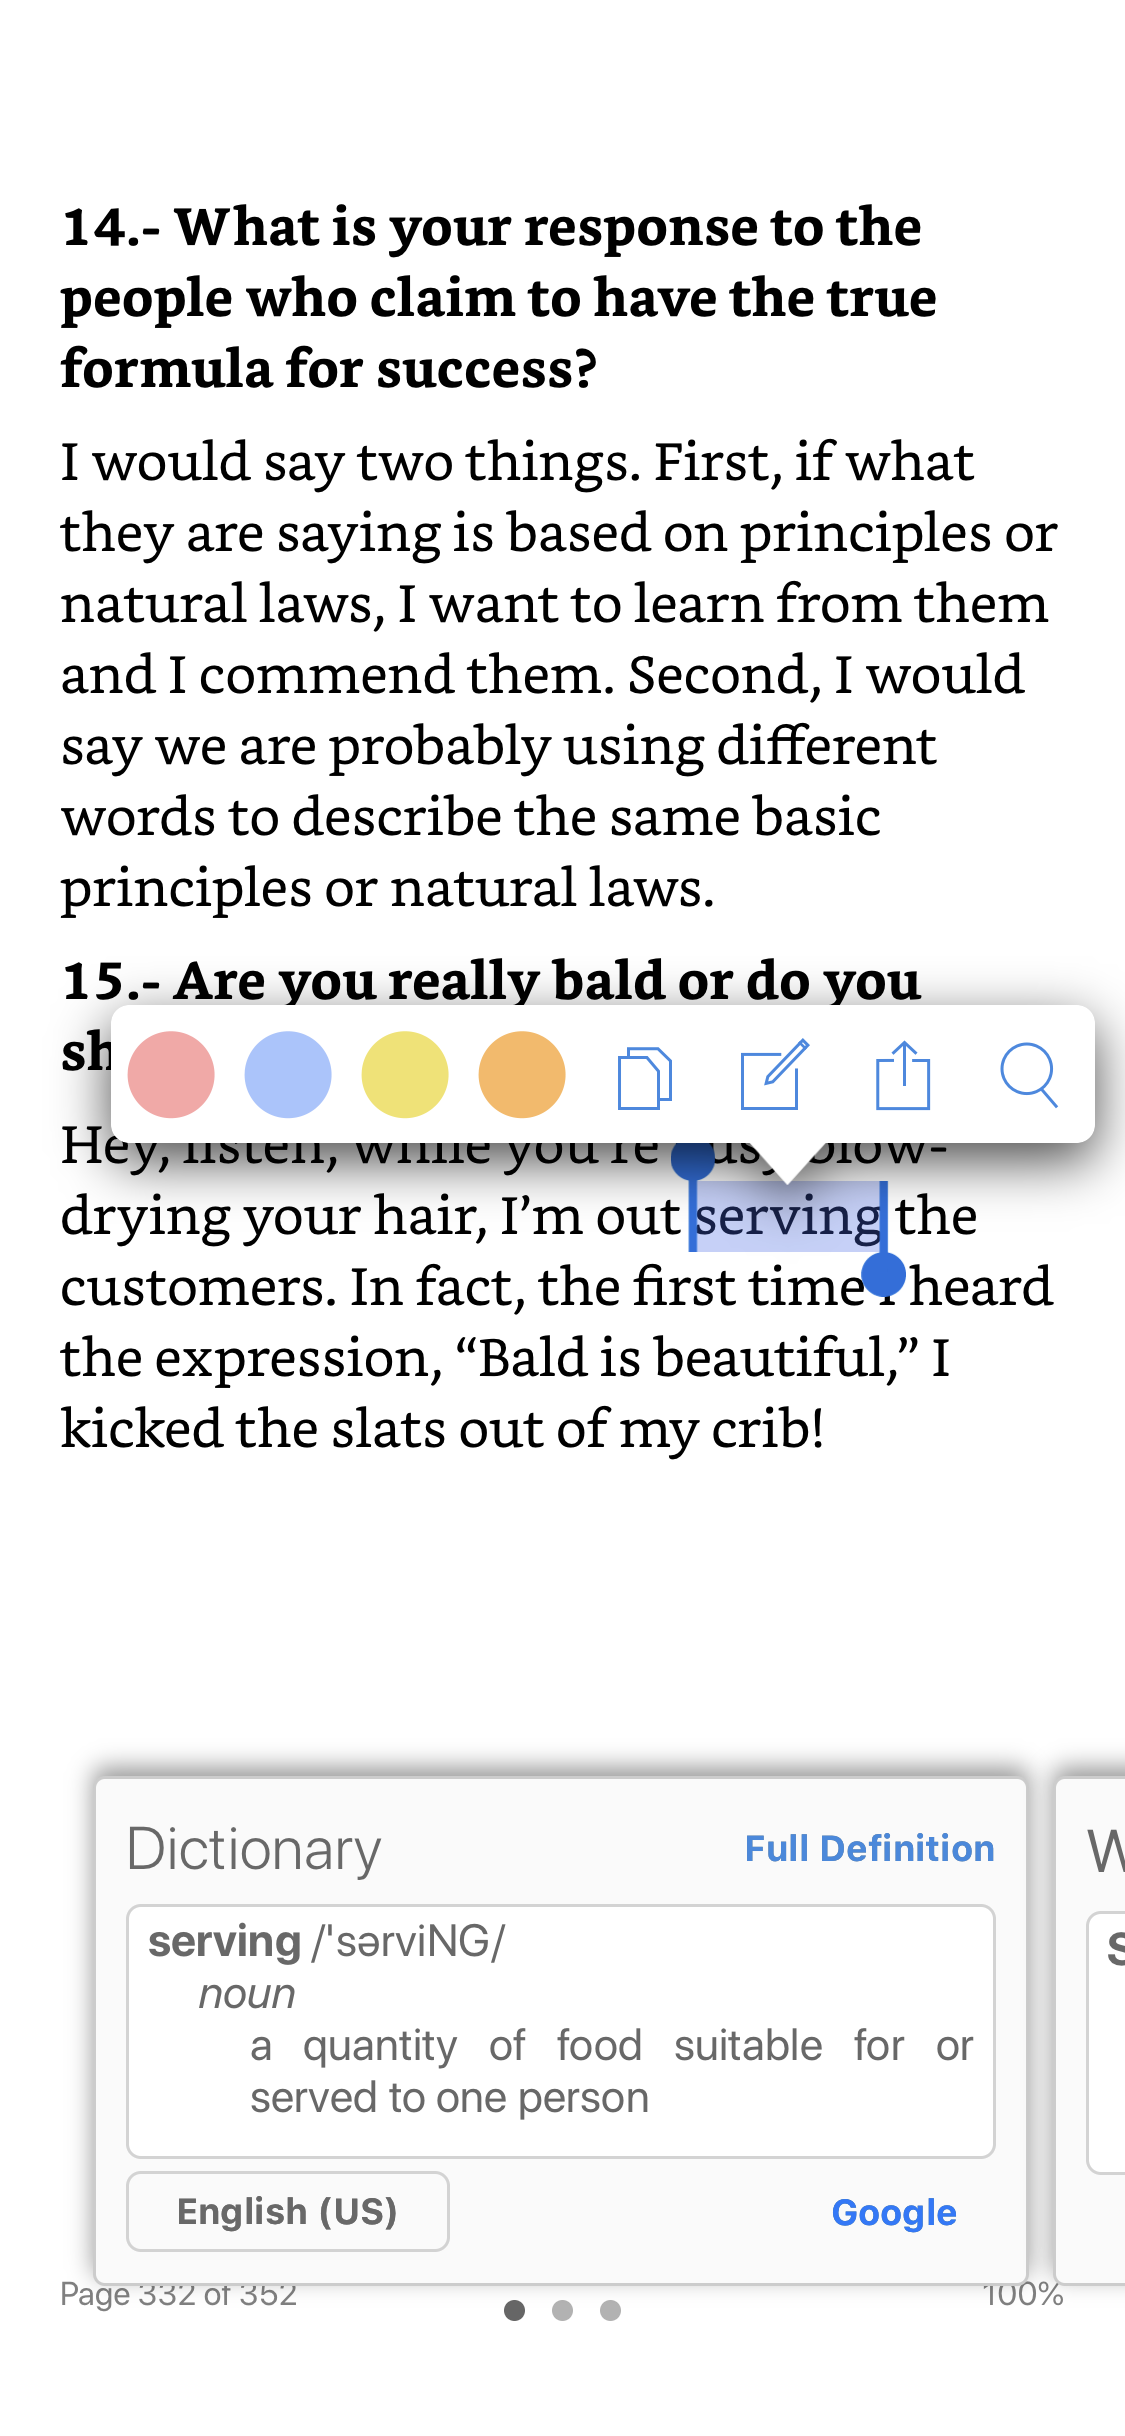 14.- What is your response to the
people who claim to have the true
formula for success?
I would say two things. First, if what
they are saying is based on principles or
natural laws, I want to learn from them
and I commend them. Second, I would
say we are probably using different
words to describe the same basic
principles or natural laws.
15.- Are you really bald or do you
Hey, listen, while you're blow-
drying your hair, I’m out serving the
customers. In fact, the first time I heard
the expression, “Bald is beautiful,” I
kicked the slats out of my crib!
Dictionary
Full Definition
serving /ˈsərviNG/
noun
a quantity of food suitable for or
served to one person
English (US)
Google
Page 332 of 352
100%